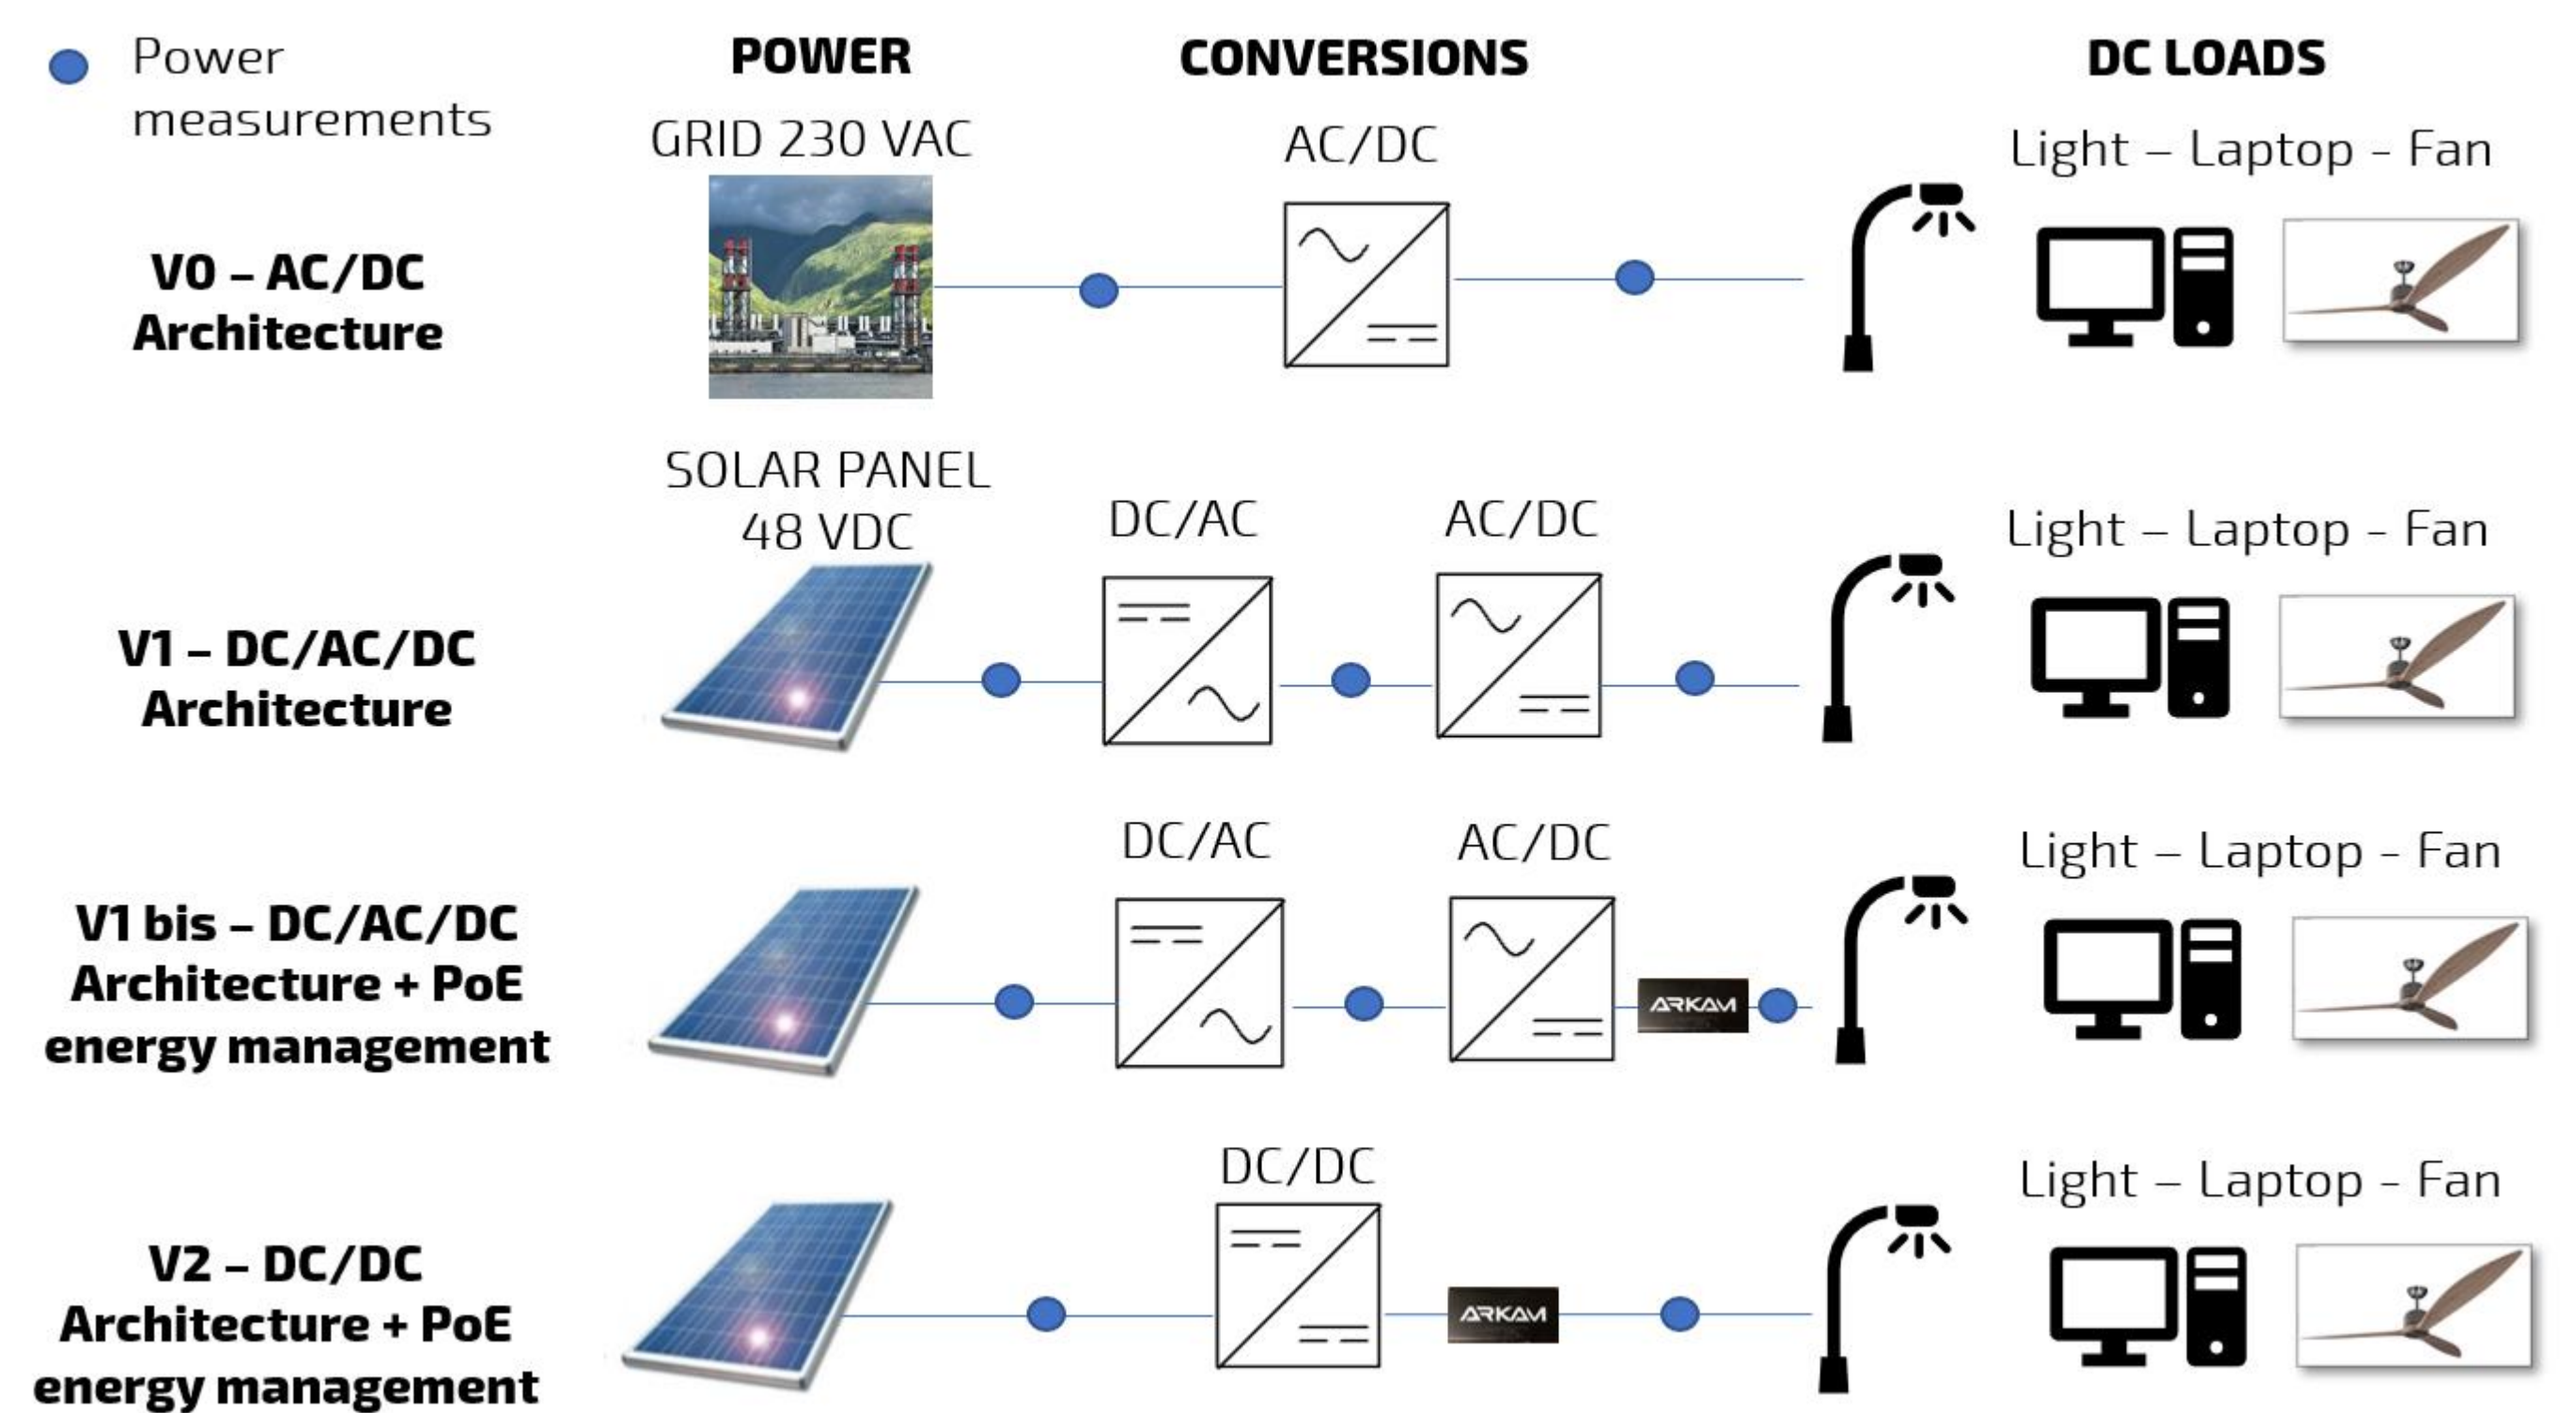 Power
measurements
POWER
CONVERSIONS
DC LOADS
GRID 230 VAC
AC/DC
Light – Laptop - Fan
V0 – AC/DC
Architecture
SOLAR PANEL
48 VDC
DC/AC
AC/DC
Light – Laptop - Fan
V1 – DC/AC/DC
Architecture
DC/AC
AC/DC
Light – Laptop - Fan
V1 bis – DC/AC/DC
Architecture + PoE
energy management
ARKAM
DC/DC
Light – Laptop - Fan
V2 – DC/DC
Architecture + PoE
energy management
ARKAM